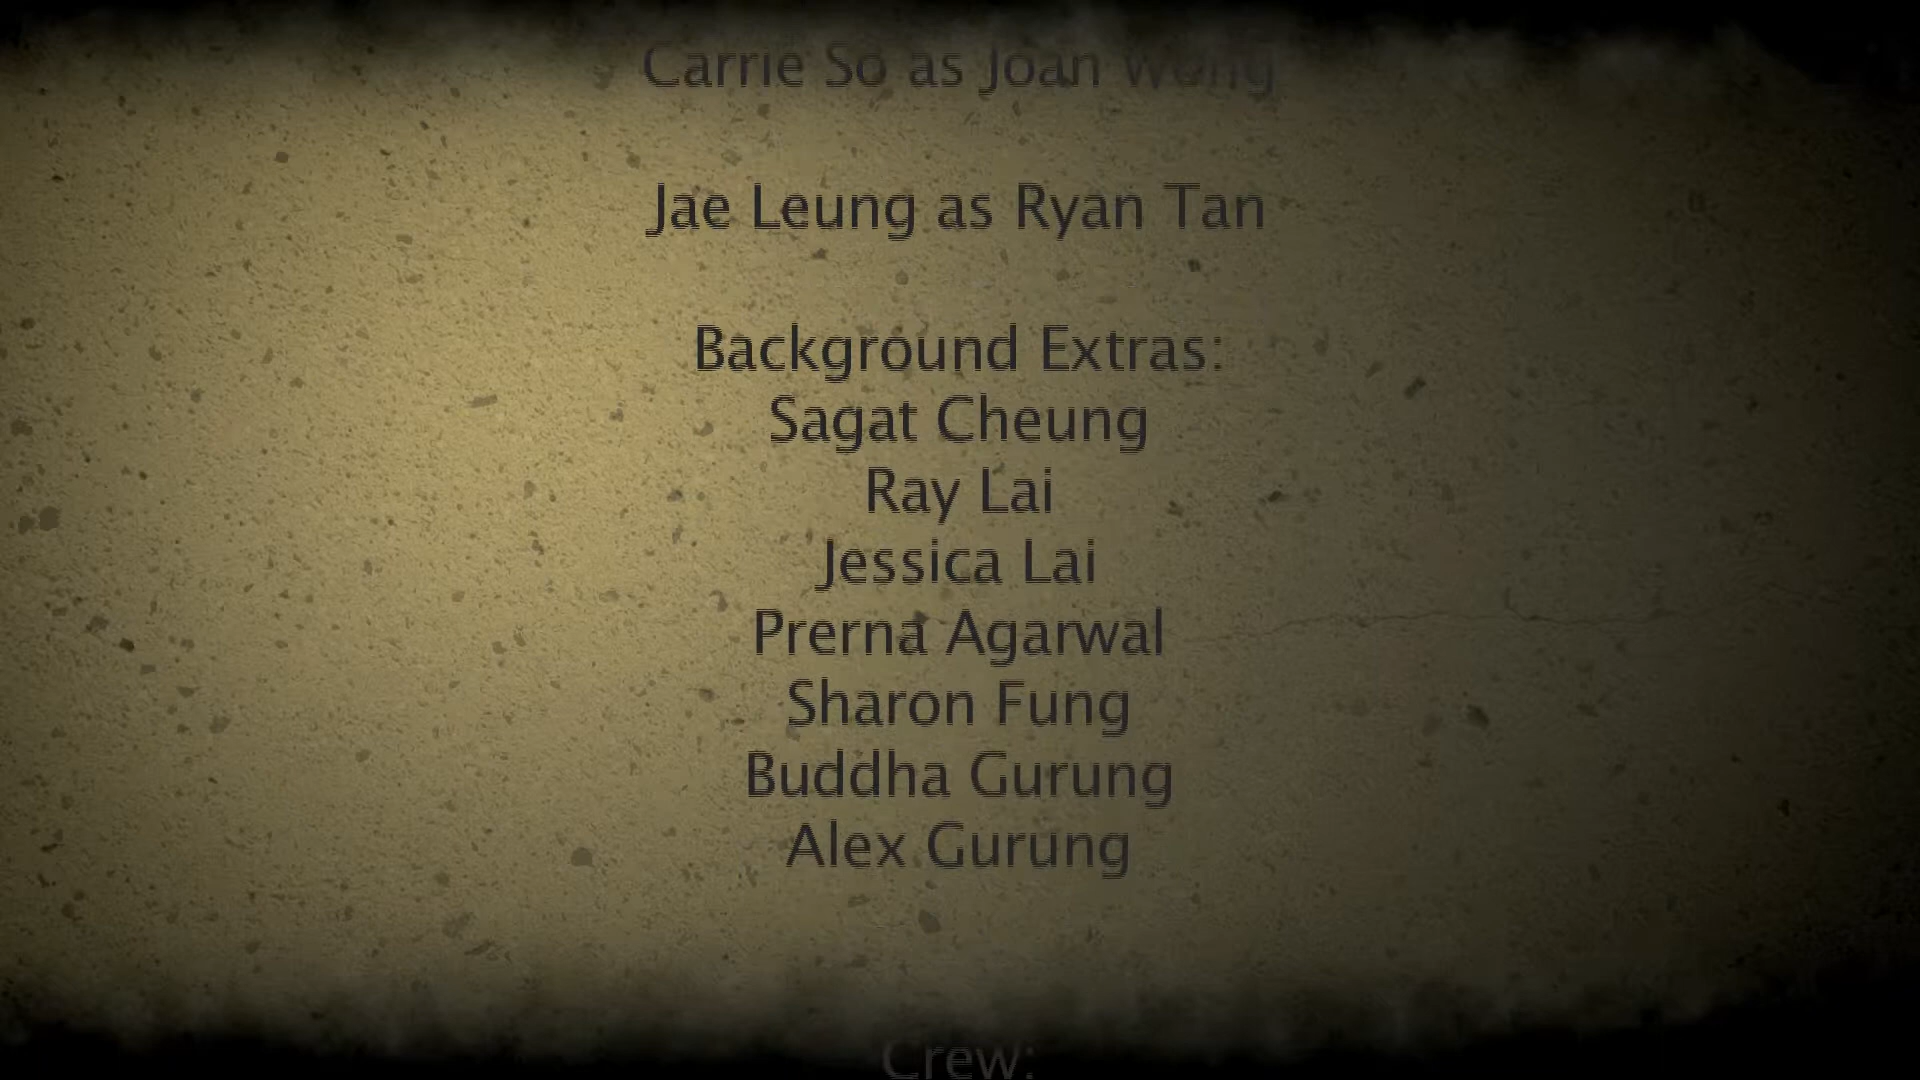 Carrie So as Joan Wong
Jae Leung as Ryan Tan
Background Extras:
Sagat Cheung
Ray Lai
Jessica Lai
Prerna Agarwal
Sharon Fung
Buddha Gurung
Alex Gurung
Crew: